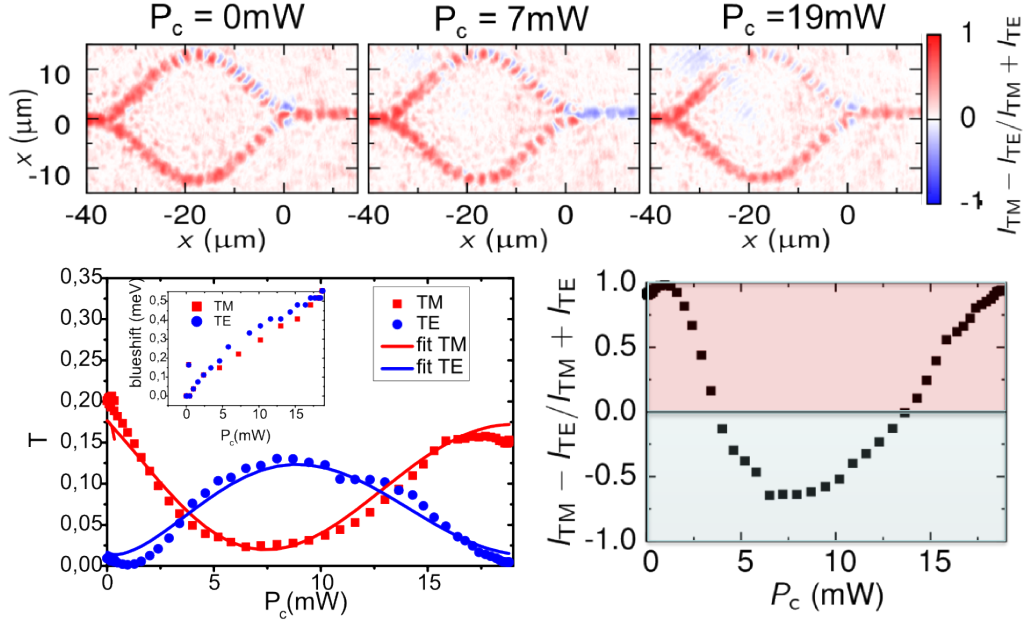 P_c = 0mW
P_c = 7mW
P_c =19mW
10
0
-10
x (μm)
-40 -20 0
x (μm)
-40 -20 0
x (μm)
-40 -20 0
x (μm)
1
0
-1
I_TM − I_TE/I_TM + I_TE
0,35
0,30
0,25
0,20
0,15
0,10
0,05
0,00
T
0 5 10 15
P_c(mW)
0,5
0,4
0,3
0,2
0,1
0,0
blueshift (meV)
TM
TE
0 5 10 15
P_c(mW)
TM
TE
fit TM
fit TE
1.0
0.5
0.0
-0.5
-1.0
I_TM − I_TE/I_TM + I_TE
0 5 10 15
P_c (mW)